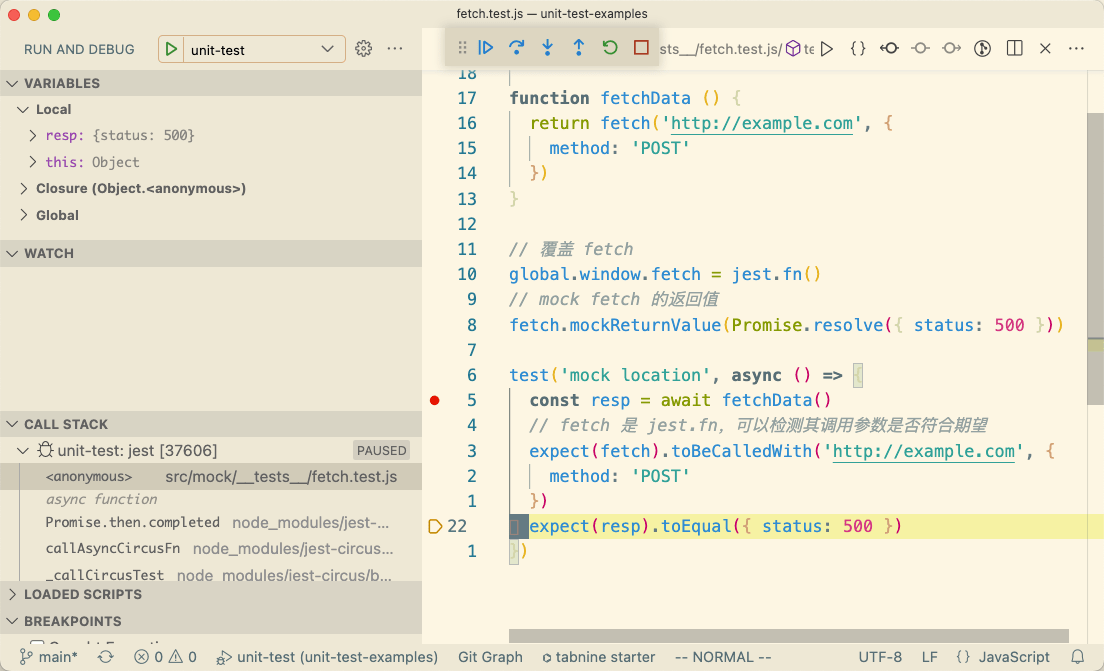 fetch.test.js — unit-test-examples
RUN AND DEBUG
unit-test
VARIABLES
Local
resp: {status: 500}
this: Object
Closure (Object.<anonymous>)
Global
WATCH
CALL STACK
unit-test: jest [37606] PAUSED
<anonymous> src/mock/__tests__/fetch.test.js
async function
Promise.then.completed node_modules/jest-...
callAsyncCircusFn node_modules/jest-circus...
_callCircusTest node_modules/jest-circus/b...
LOADED SCRIPTS
BREAKPOINTS
sts__/fetch.test.js/ te
18
17 function fetchData () {
16 return fetch('http://example.com', {
15 method: 'POST'
14 })
13 }
12
11 // 覆盖 fetch
10 global.window.fetch = jest.fn()
9 // mock fetch 的返回值
8 fetch.mockReturnValue(Promise.resolve({ status: 500 }))
7
6 test('mock location', async () => {
5 const resp = await fetchData()
4 // fetch 是 jest.fn，可以检测其调用参数是否符合期望
3 expect(fetch).toBeCalledWith('http://example.com', {
2 method: 'POST'
1 })
22 expect(resp).toEqual({ status: 500 })
1 })
main* 0 0 unit-test (unit-test-examples) Git Graph tabnine starter -- NORMAL -- UTF-8 LF {} JavaScript